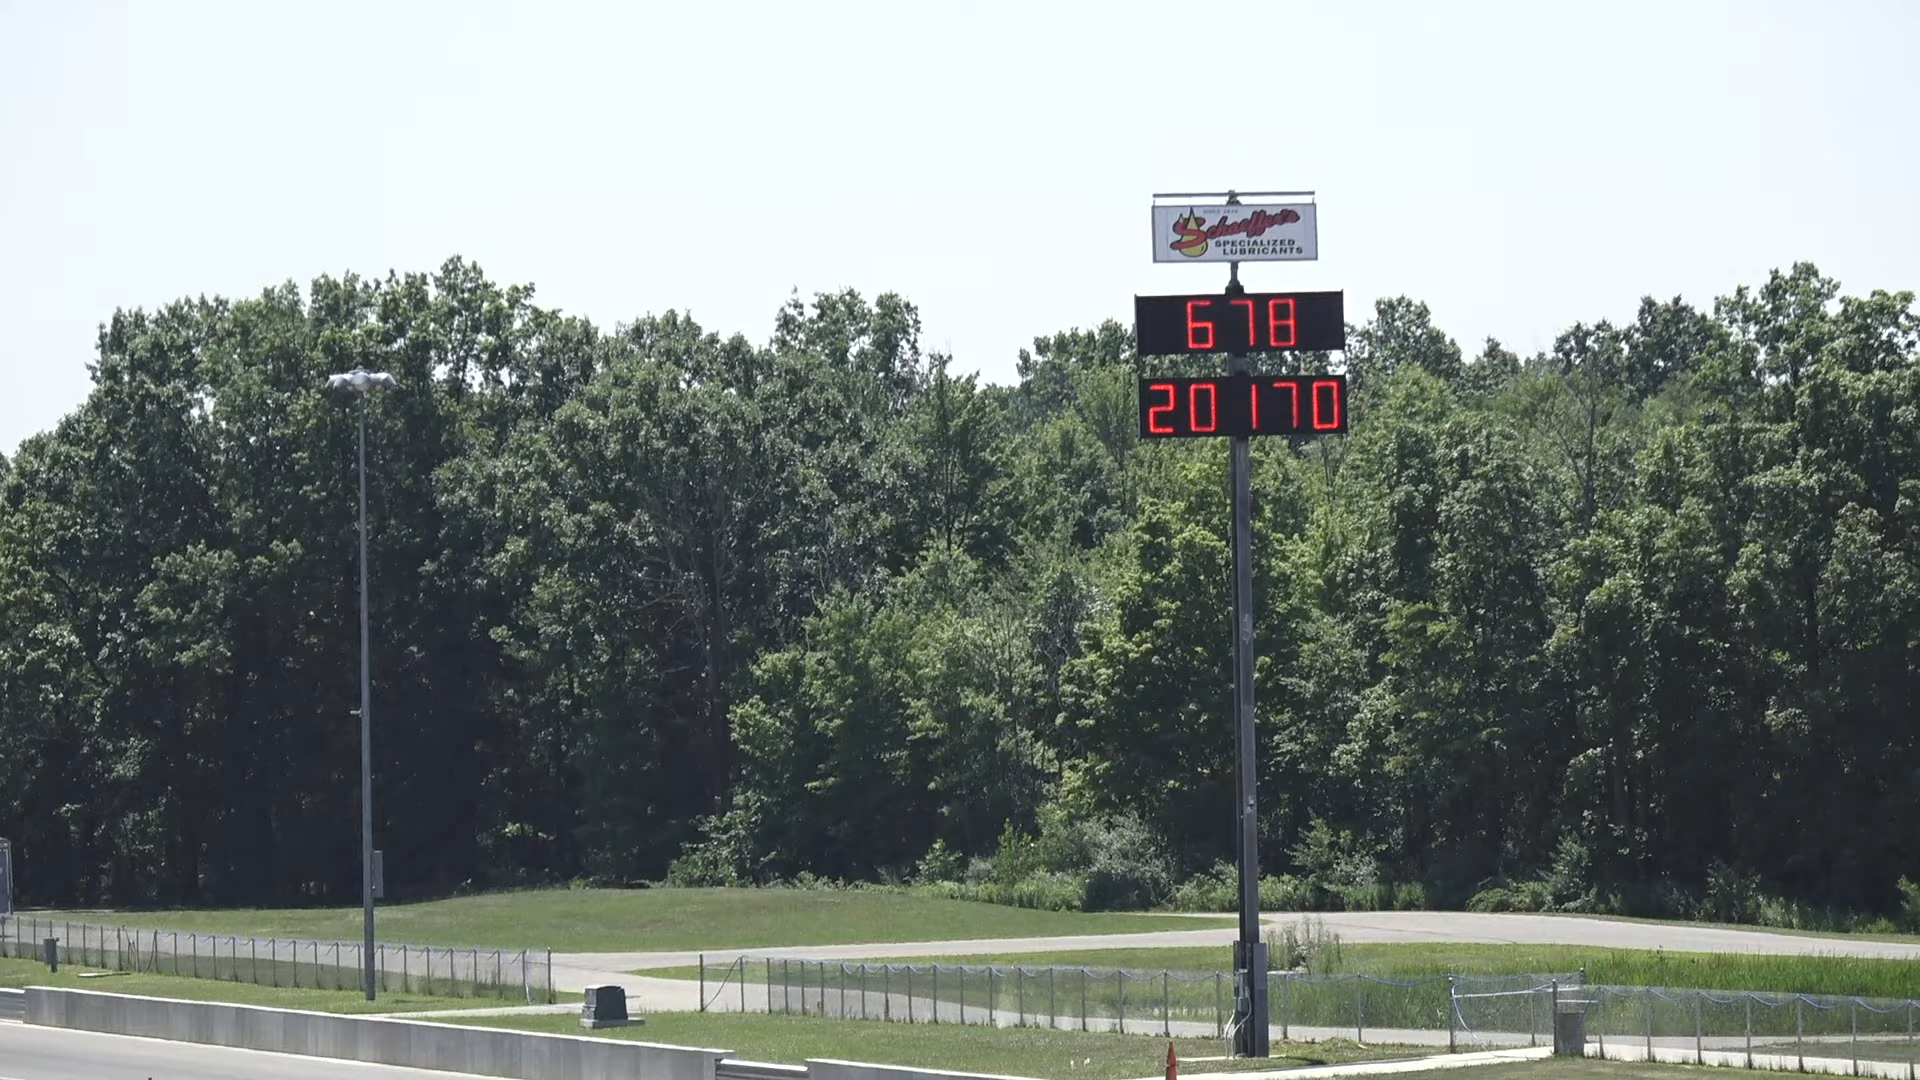 Schaeffer's
SPECIALIZED
LUBRICANTS
678
20170